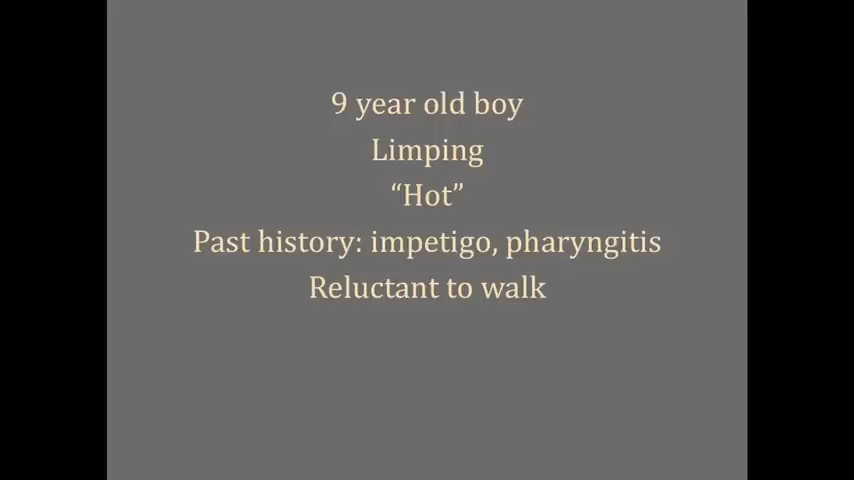 9 year old boy
Limping
“Hot”
Past history: impetigo, pharyngitis
Reluctant to walk